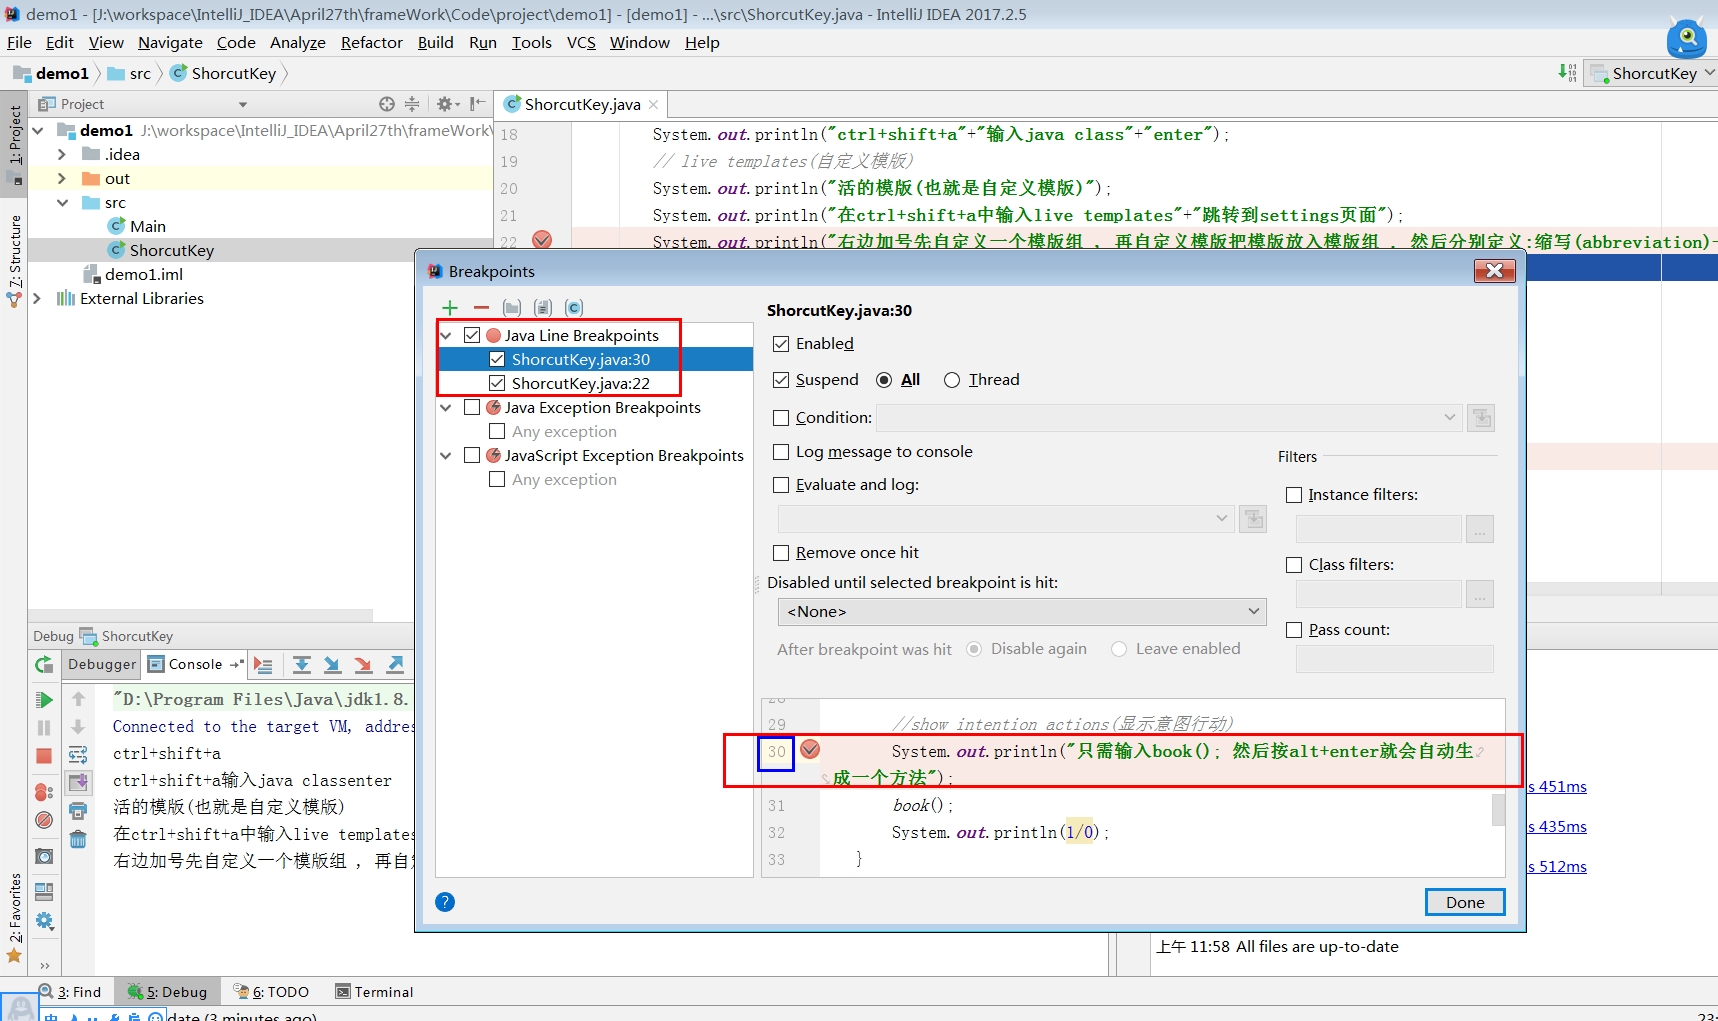 demo1 - [J:\workspace\IntelliJ_IDEA\April27th\frameWork\Code\project\demo1] - [demo1] - ...\src\ShorcutKey.java - IntelliJ IDEA 2017.2.5
File Edit View Navigate Code Analyze Refactor Build Run Tools VCS Window Help
demo1 src ShorcutKey
ShorcutKey
1: Project
7: Structure
2: Favorites
Project
demo1 J:\workspace\IntelliJ_IDEA\April27th\frameWork\
.idea
out
src
Main
ShorcutKey
demo1.iml
External Libraries
ShorcutKey.java
18 System.out.println("ctrl+shift+a"+"输入java class"+"enter");
19 // live templates(自定义模版)
20 System.out.println("活的模版(也就是自定义模版)");
21 System.out.println("在ctrl+shift+a中输入live templates"+"跳转到settings页面");
22 System.out.println("右边加号先自定义一个模版组 , 再自定义模版把模版放入模版组 , 然后分别定义:缩写(abbreviation)-
Breakpoints
Java Line Breakpoints
ShorcutKey.java:30
ShorcutKey.java:22
Java Exception Breakpoints
Any exception
JavaScript Exception Breakpoints
Any exception
ShorcutKey.java:30
Enabled
Suspend All Thread
Condition:
Log message to console
Evaluate and log:
Remove once hit
Disabled until selected breakpoint is hit:
<None>
After breakpoint was hit Disable again Leave enabled
Filters
Instance filters:
...
Class filters:
...
Pass count:
28
29 //show intention actions(显示意图行动)
30 System.out.println("只需输入book(); 然后按alt+enter就会自动生
成一个方法");
31 book();
32 System.out.println(1/0);
33 }
?
Done
Debug ShorcutKey
Debugger Console
"D:\Program Files\Java\jdk1.8.
Connected to the target VM, addres
ctrl+shift+a
ctrl+shift+a输入java classenter
活的模版(也就是自定义模版)
在ctrl+shift+a中输入live templates
右边加号先自定义一个模版组 , 再自
s 451ms
s 435ms
s 512ms
上午 11:58 All files are up-to-date
3: Find 5: Debug 6: TODO Terminal
中
date (3 minutes ago)
23: